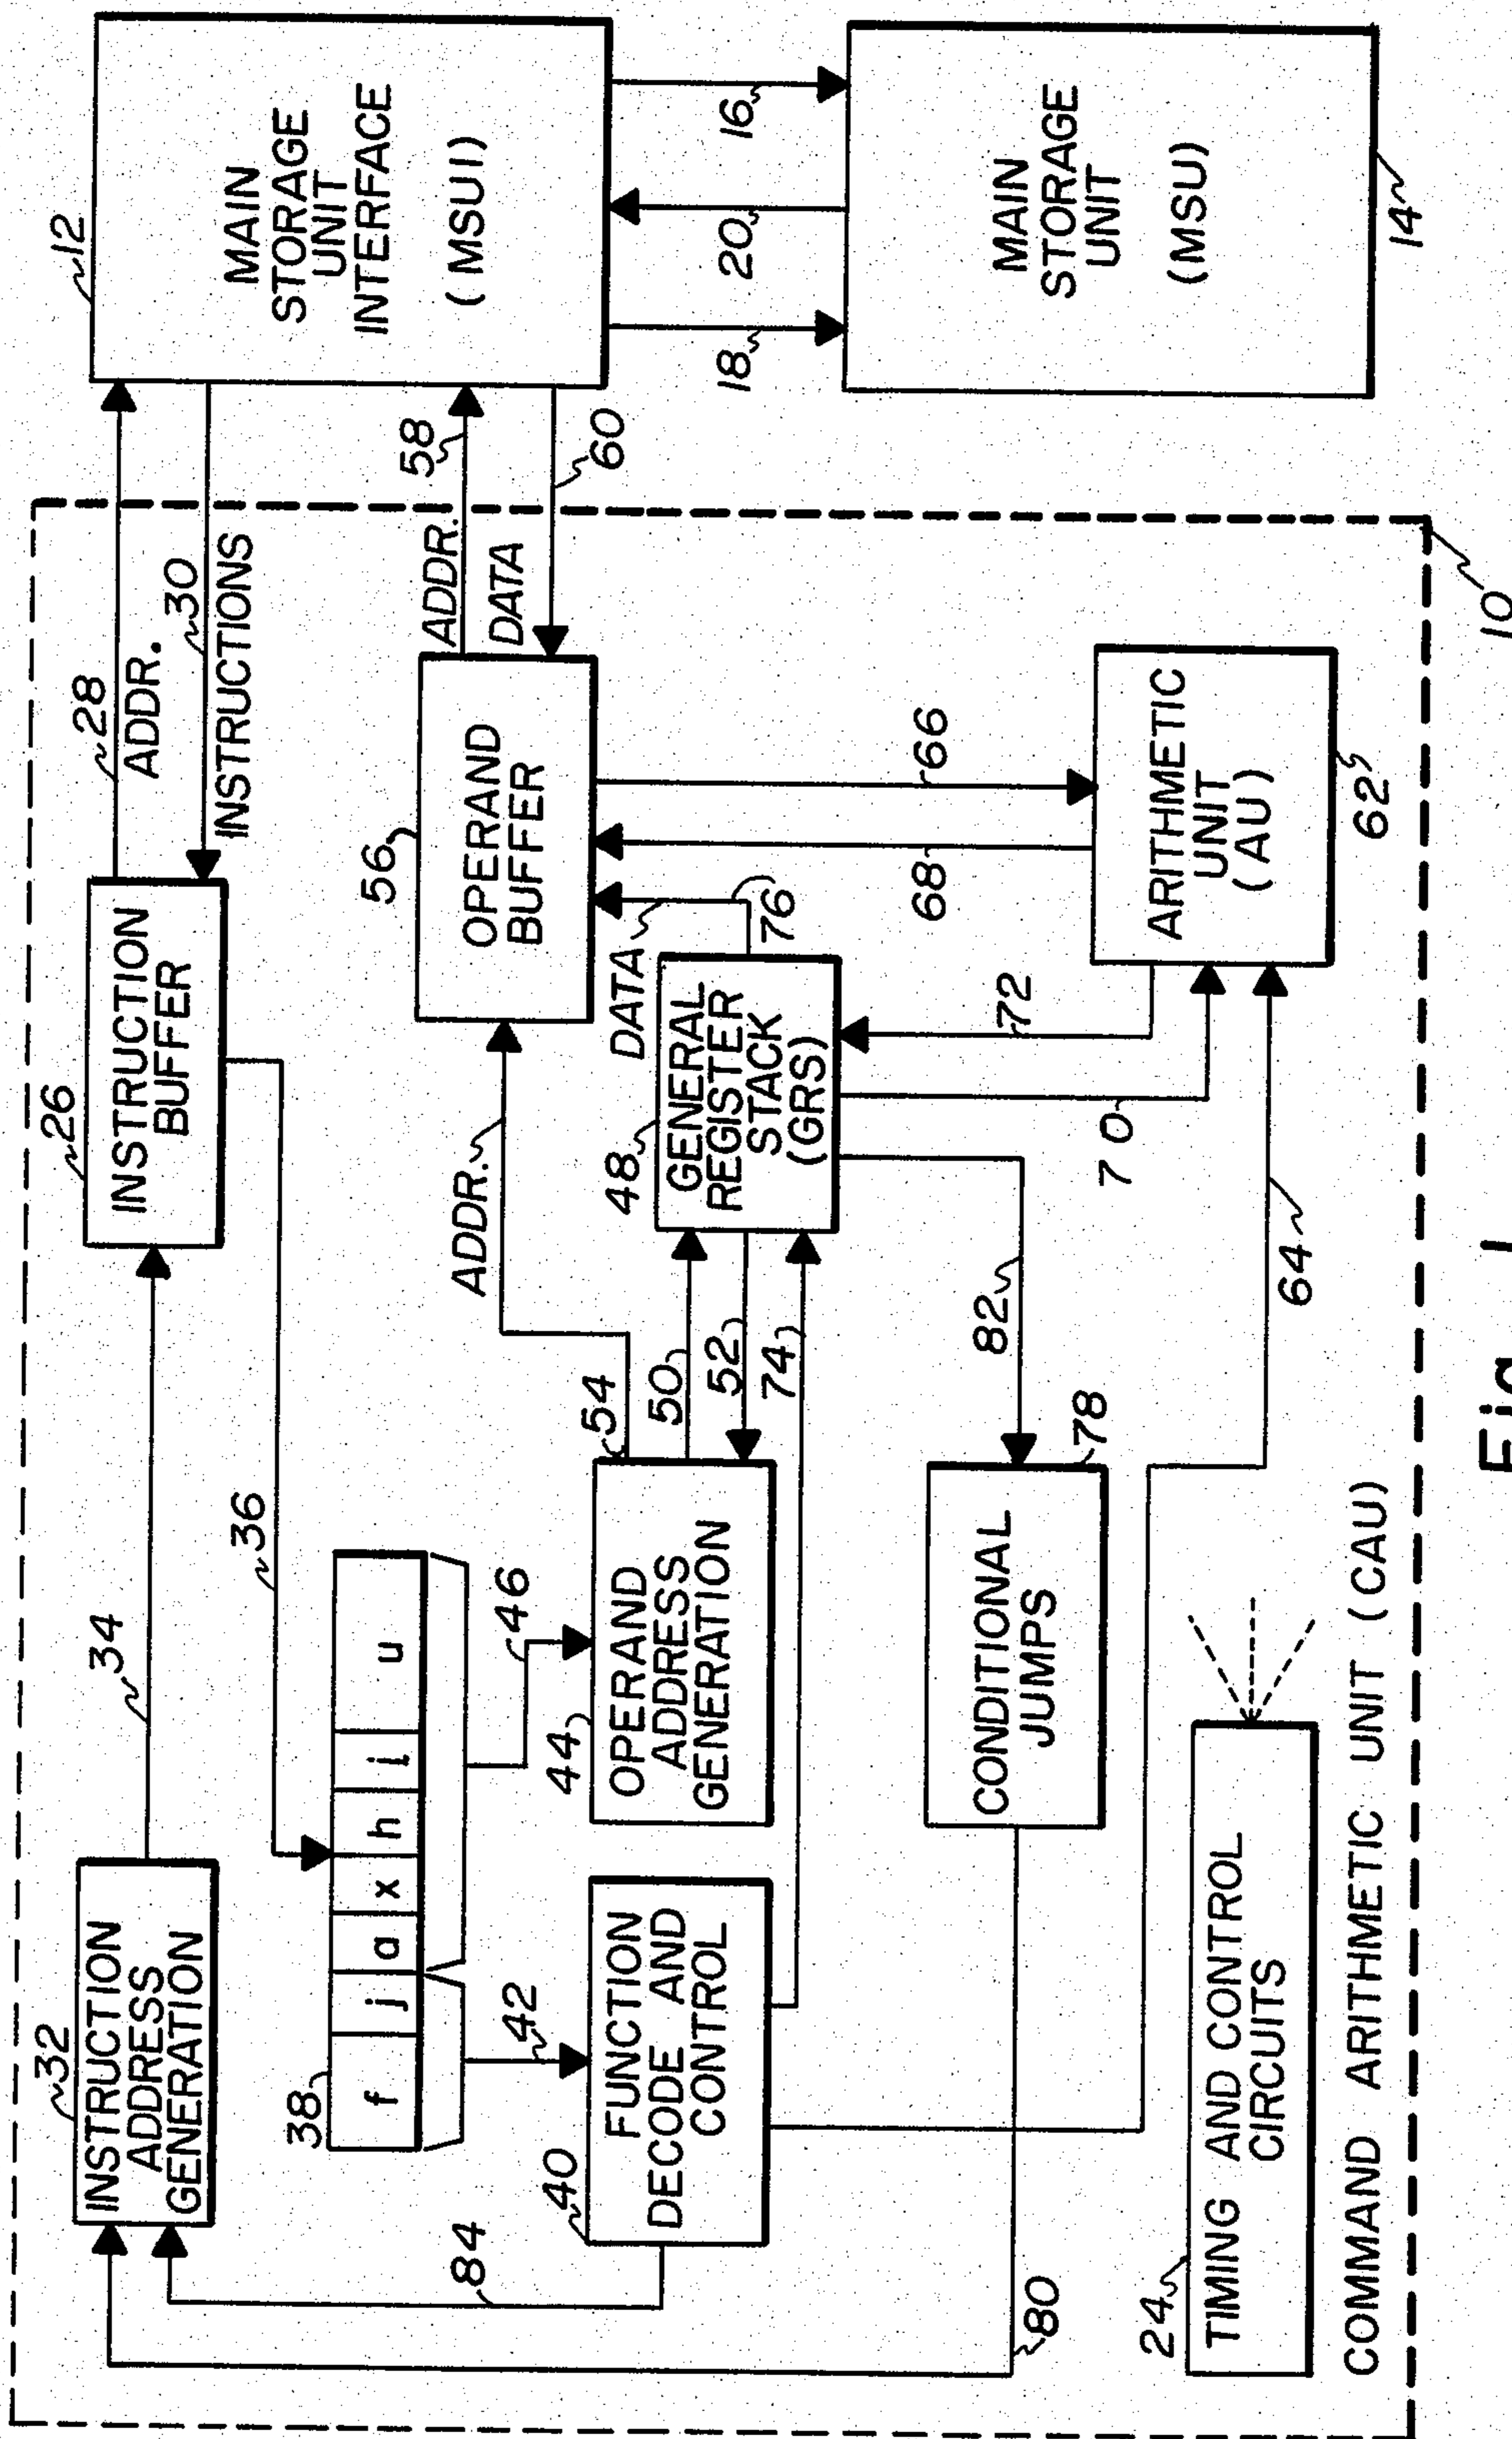 32
INSTRUCTION
ADDRESS
GENERATION
34
26
INSTRUCTION
BUFFER
28
ADDR.
30
INSTRUCTIONS
12
MAIN
STORAGE
UNIT
INTERFACE
(MSUI)
36
38
f j a x h i u
42
46
84
40
FUNCTION
DECODE AND
CONTROL
44
OPERAND
ADDRESS
GENERATION
54
50
52
74
ADDR.
56
OPERAND
BUFFER
ADDR.
58
DATA
60
DATA
76
48
GENERAL
REGISTER
STACK
(GRS)
66
68
72
70
18
20
16
MAIN
STORAGE
UNIT
(MSU)
14
CONDITIONAL
JUMPS
78
82
80
64
ARITHMETIC
UNIT
(AU)
62
24
TIMING AND CONTROL
CIRCUITS
COMMAND ARITHMETIC UNIT (CAU)
10
Fig. 1